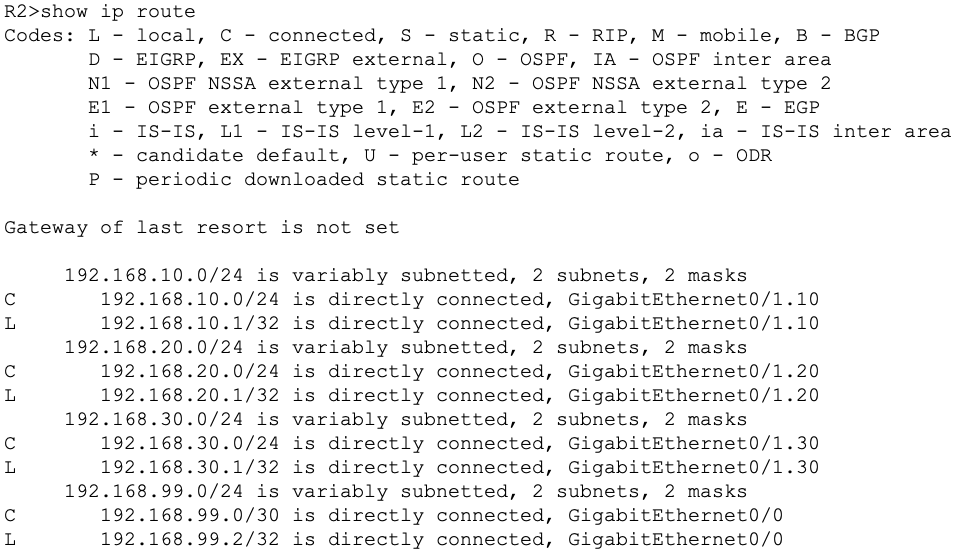 R2>show ip route
Codes: L - local, C - connected, S - static, R - RIP, M - mobile, B - BGP
       D - EIGRP, EX - EIGRP external, O - OSPF, IA - OSPF inter area
       N1 - OSPF NSSA external type 1, N2 - OSPF NSSA external type 2
       E1 - OSPF external type 1, E2 - OSPF external type 2, E - EGP
       i - IS-IS, L1 - IS-IS level-1, L2 - IS-IS level-2, ia - IS-IS inter area
       * - candidate default, U - per-user static route, o - ODR
       P - periodic downloaded static route

Gateway of last resort is not set

     192.168.10.0/24 is variably subnetted, 2 subnets, 2 masks
C       192.168.10.0/24 is directly connected, GigabitEthernet0/1.10
L       192.168.10.1/32 is directly connected, GigabitEthernet0/1.10
     192.168.20.0/24 is variably subnetted, 2 subnets, 2 masks
C       192.168.20.0/24 is directly connected, GigabitEthernet0/1.20
L       192.168.20.1/32 is directly connected, GigabitEthernet0/1.20
     192.168.30.0/24 is variably subnetted, 2 subnets, 2 masks
C       192.168.30.0/24 is directly connected, GigabitEthernet0/1.30
L       192.168.30.1/32 is directly connected, GigabitEthernet0/1.30
     192.168.99.0/24 is variably subnetted, 2 subnets, 2 masks
C       192.168.99.0/30 is directly connected, GigabitEthernet0/0
L       192.168.99.2/32 is directly connected, GigabitEthernet0/0